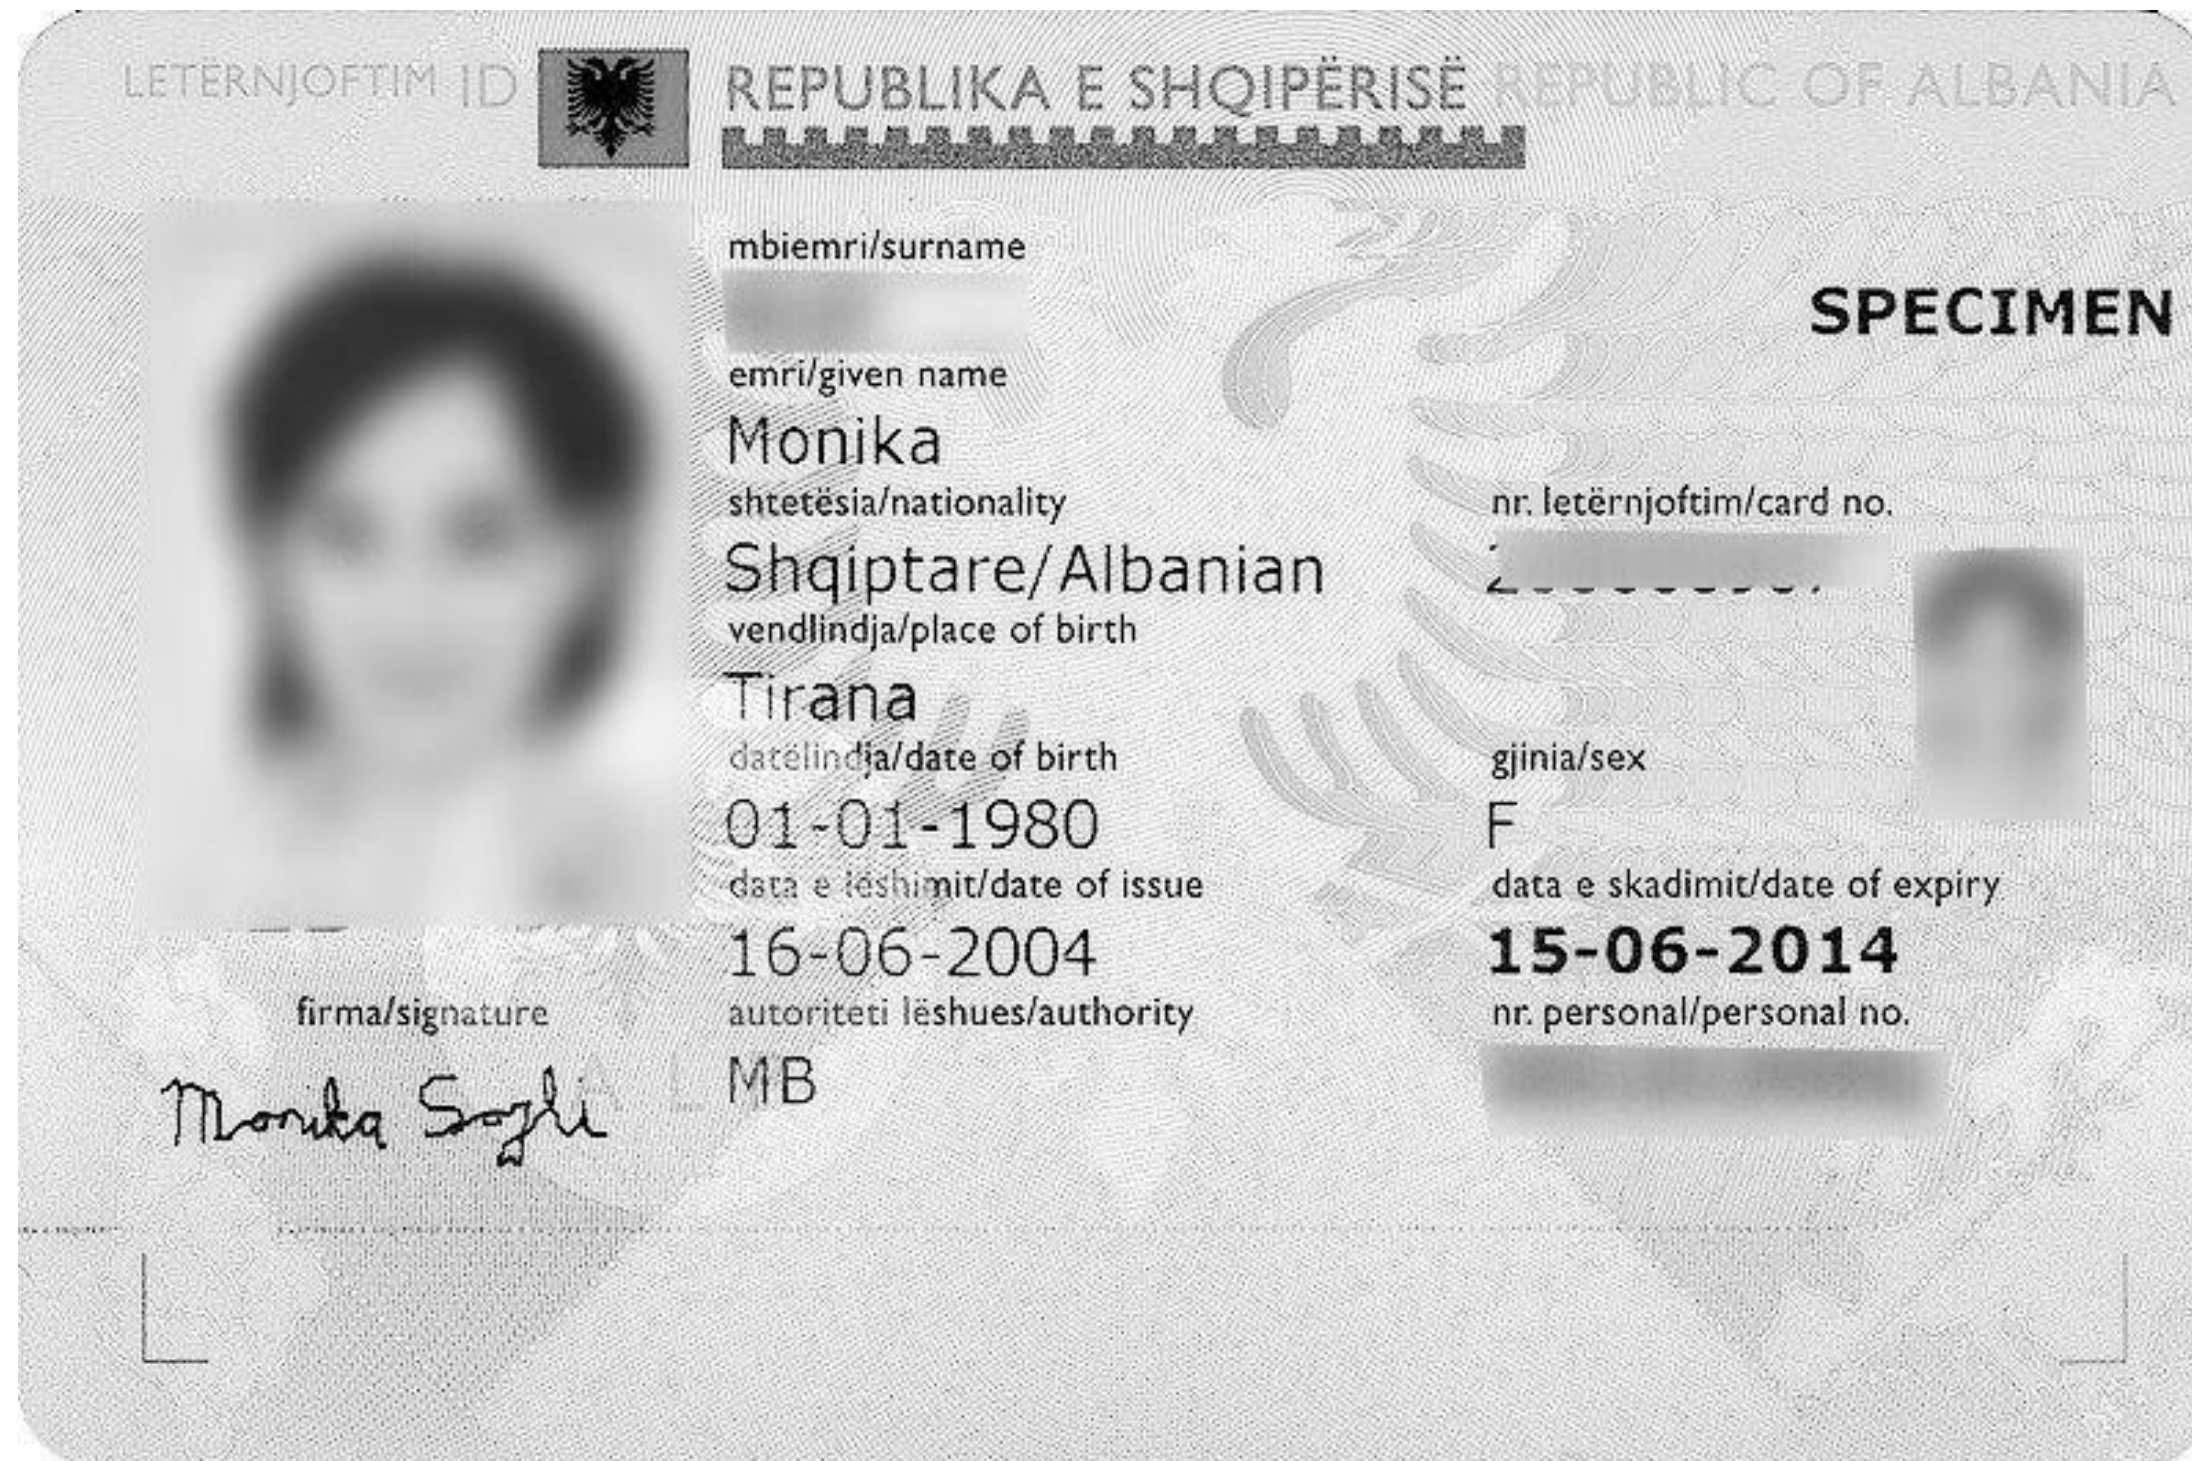 LETËRNJOFTIM ID REPUBLIKA E SHQIPËRISË REPUBLIC OF ALBANIA
mbiemri/surname
SPECIMEN
emri/given name
Monika
shtetësia/nationality
nr. letërnjoftim/card no.
Shqiptare/Albanian
vendlindja/place of birth
Tirana
datëlindja/date of birth
gjinia/sex
01-01-1980
F
data e lëshimit/date of issue
data e skadimit/date of expiry
16-06-2004
15-06-2014
firma/signature
autoriteti lëshues/authority
nr. personal/personal no.
MB
Monika